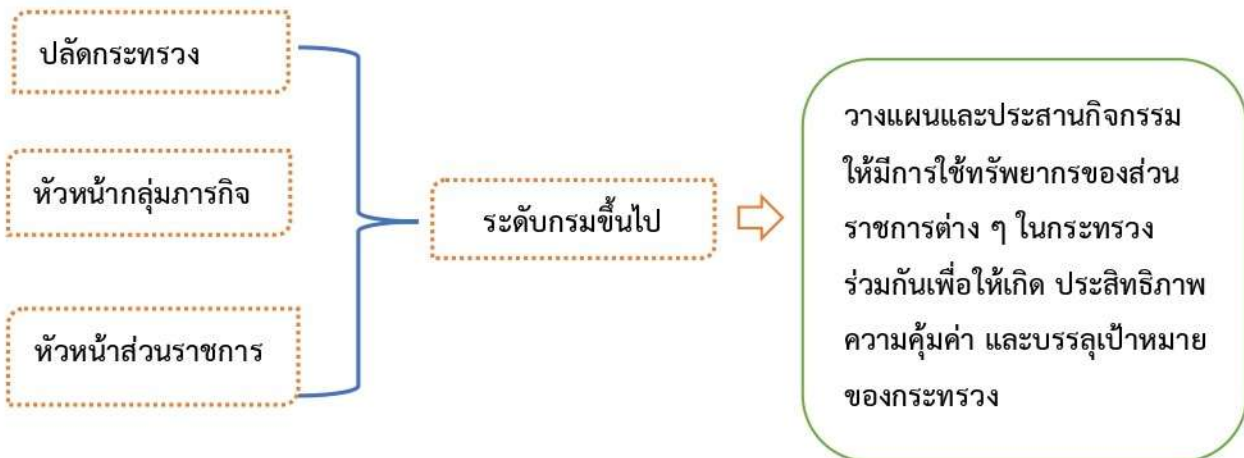 ปลัดกระทรวง
หัวหน้ากลุ่มภารกิจ
หัวหน้าส่วนราชการ
ระดับกรมขึ้นไป
วางแผนและประสานกิจกรรม
ให้มีการใช้ทรัพยากรของส่วน
ราชการต่าง ๆ ในกระทรวง
ร่วมกันเพื่อให้เกิด ประสิทธิภาพ
ความคุ้มค่า และบรรลุเป้าหมาย
ของกระทรวง